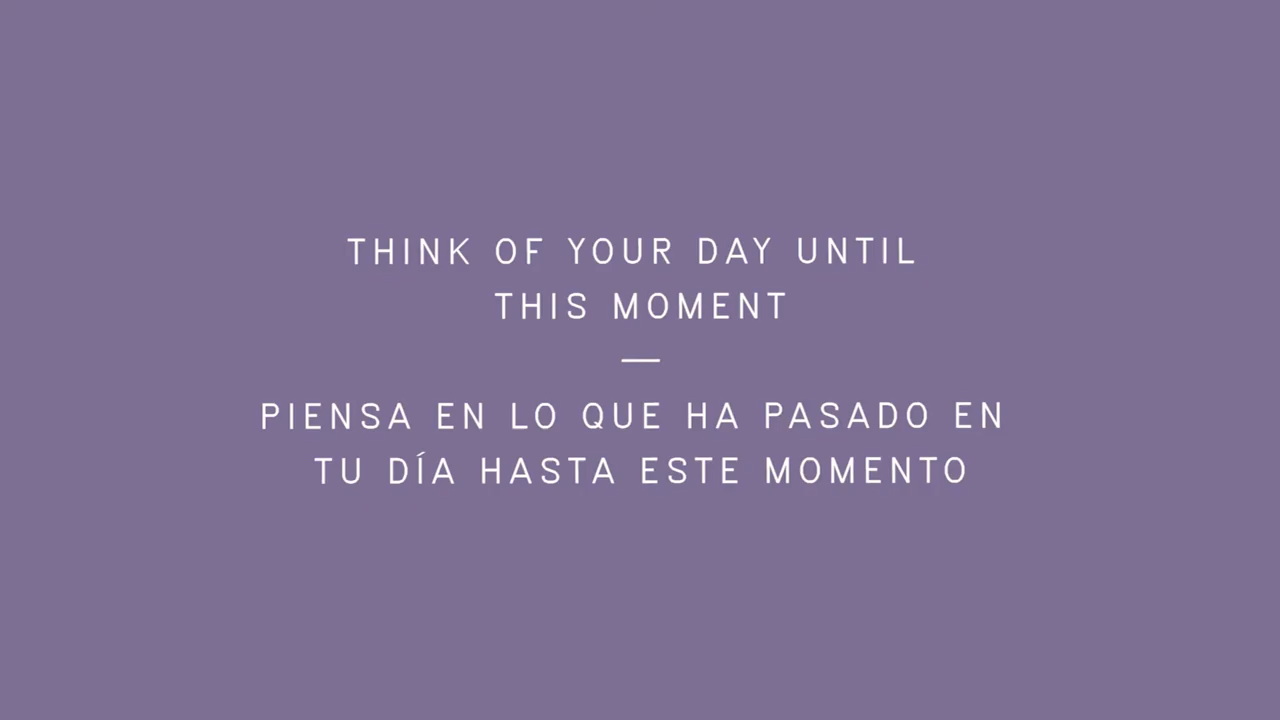 THINK OF YOUR DAY UNTIL
THIS MOMENT
—
PIENSA EN LO QUE HA PASADO EN
TU DÍA HASTA ESTE MOMENTO